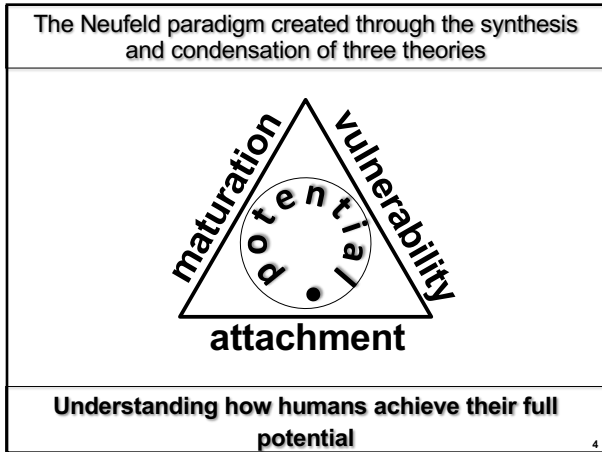 The Neufeld paradigm created through the synthesis
and condensation of three theories
maturation
vulnerability
potential •
attachment
Understanding how humans achieve their full
potential
4